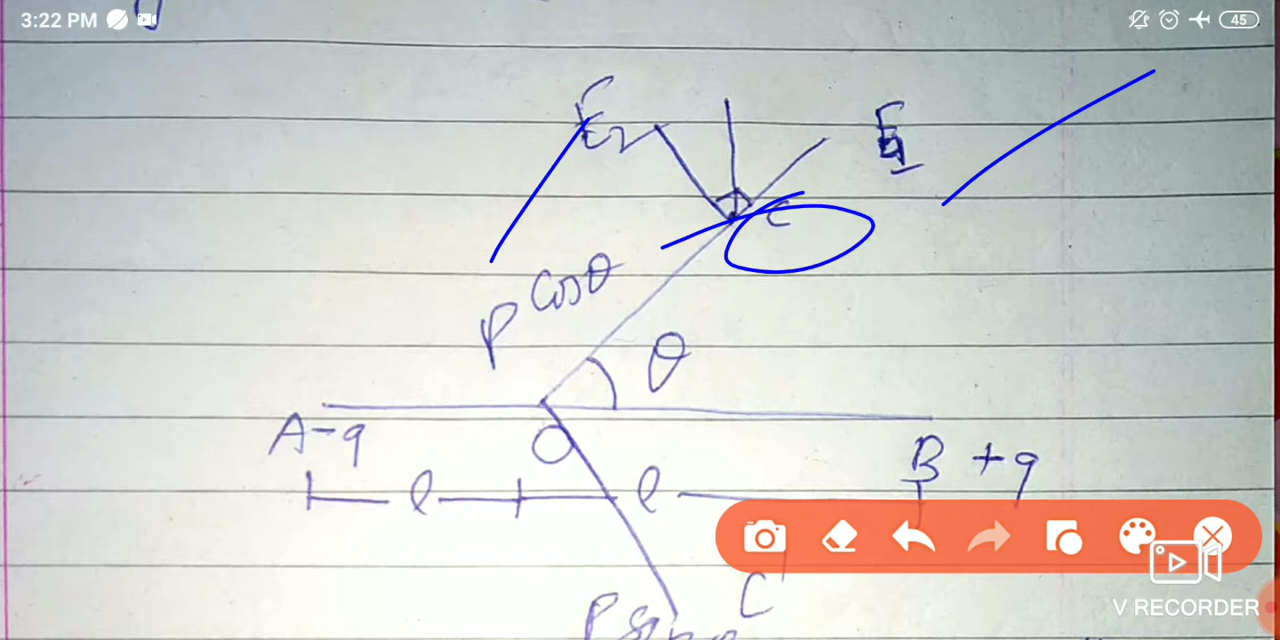 3:22 PM 45
E₂ E₁
C
P cosθ
θ
A -q O B +q
l l
C'
V RECORDER